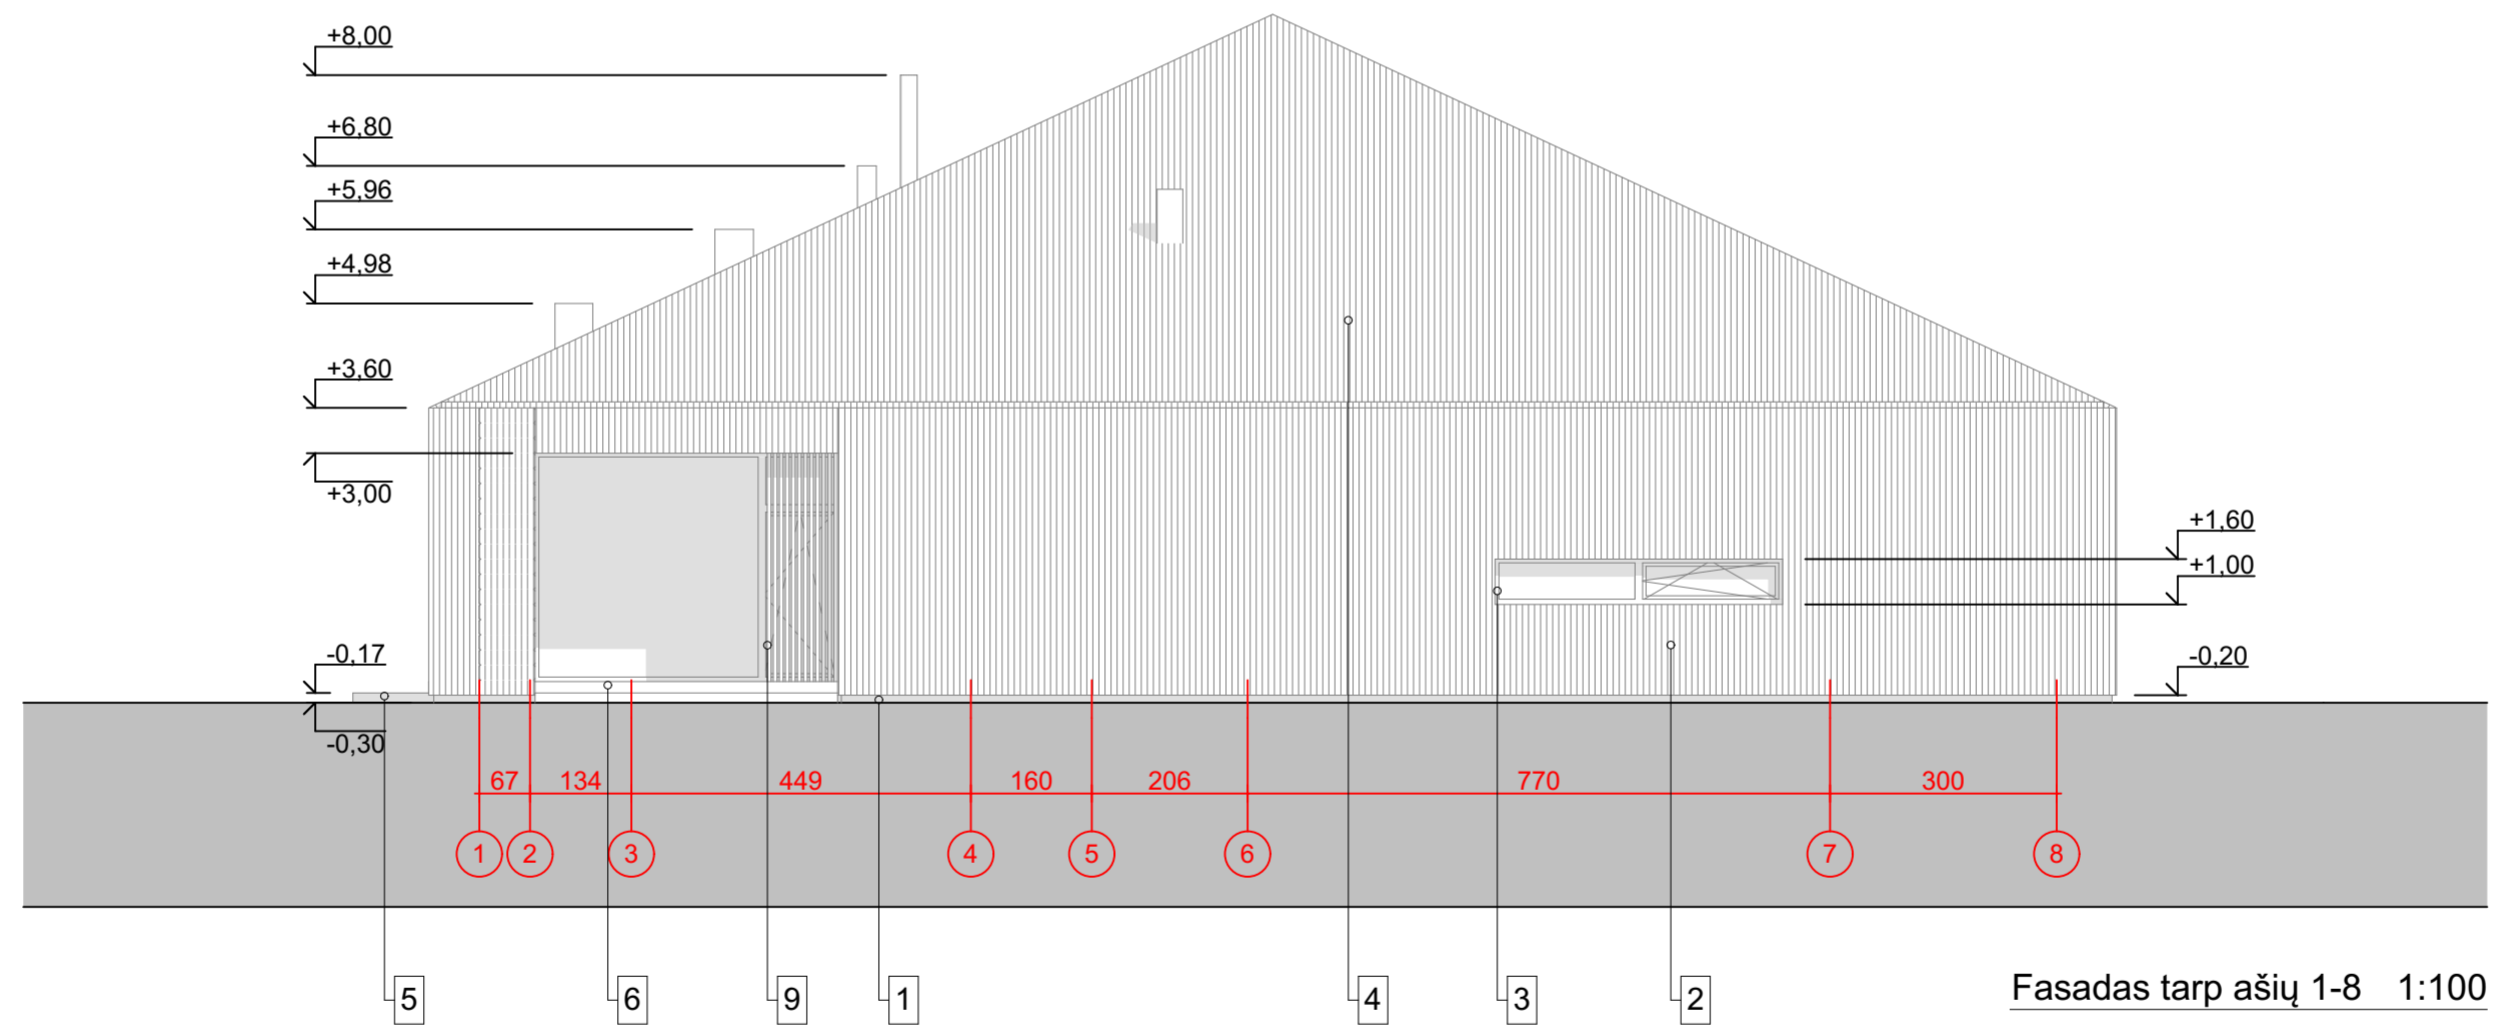 +8,00
+6,80
+5,96
+4,98
+3,60
+3,00
+1,60
+1,00
-0,17
-0,20
-0,30
67 134 449 160 206 770 300
1 2 3 4 5 6 7 8
5 6 9 1 4 3 2
Fasadas tarp ašių 1-8 1:100